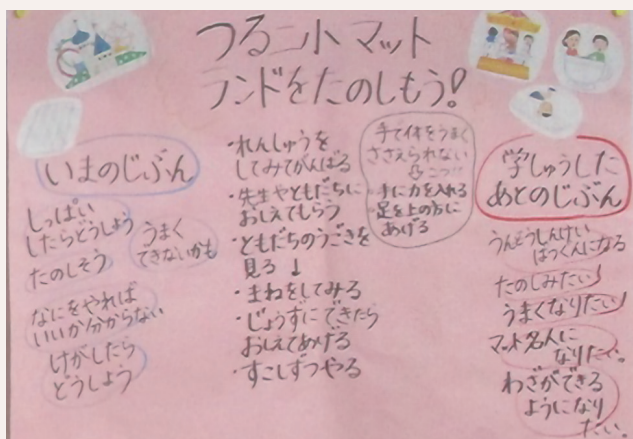 つるニ小 マット
ランドをたのしもう!
いまのじぶん
しっぱい
したらどうしよう
たのしそう
うまく
できないかも
なにをやれば
いいか分からない
けがしたら
どうしよう
・れんしゅうを
してみてがんばる
・先生やともだちに
おしえてもらう
・ともだちのうごきを
見る ↓
・まねをしてみる
・じょうずにできたら
おしえてあげる
・すこしずつやる
手で体をうまく
ささえられない
・手に力を入れる
・足を上の方に
あげる
学しゅうした
あとのじぶん
うんどうしんけい
ばつぐんになる
たのしみたい
うまくなりたい
マット名人に
なりたい。
わざができる
ようになり
たい。